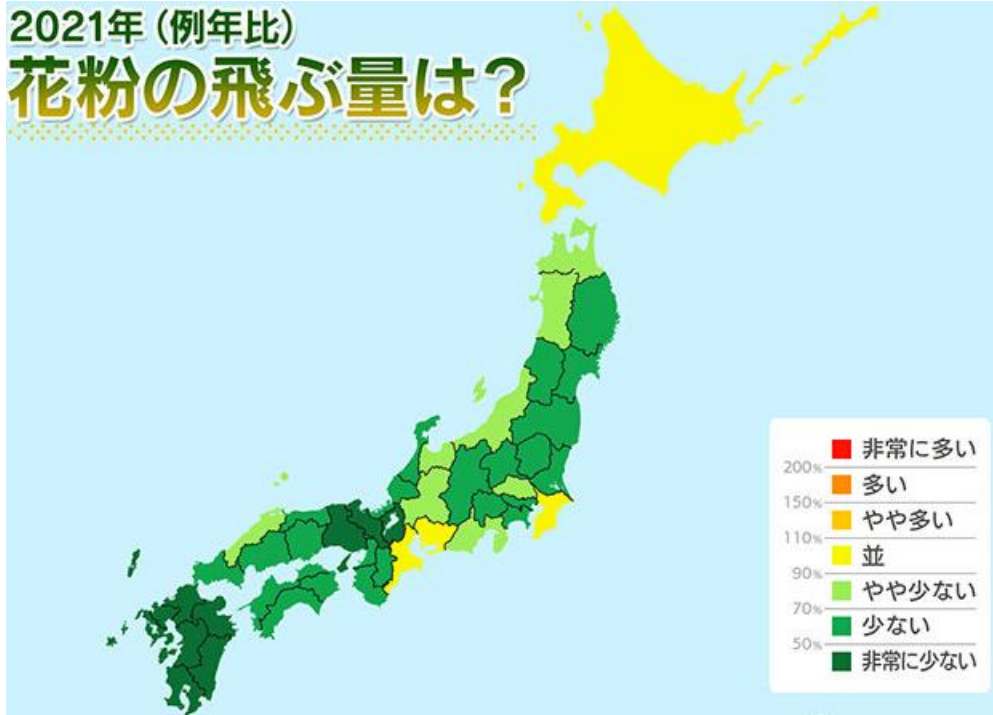 2021年（例年比）
花粉の飛ぶ量は？
非常に多い
200%
多い
150%
やや多い
110%
並
90%
やや少ない
70%
少ない
50%
非常に少ない